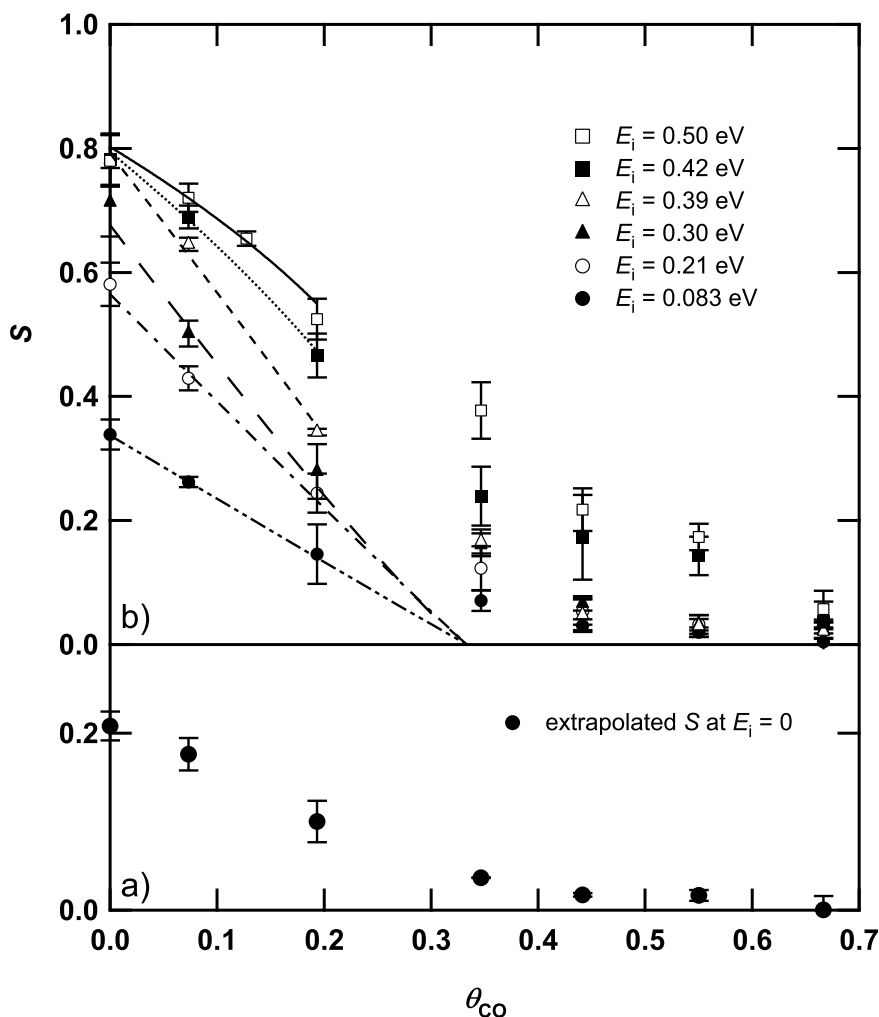 1.0
0.8
0.6
0.4
0.2
0.0
S
E_i = 0.50 eV
E_i = 0.42 eV
E_i = 0.39 eV
E_i = 0.30 eV
E_i = 0.21 eV
E_i = 0.083 eV
b)
0.2
0.0
extrapolated S at E_i = 0
a)
0.0 0.1 0.2 0.3 0.4 0.5 0.6 0.7
θ_CO